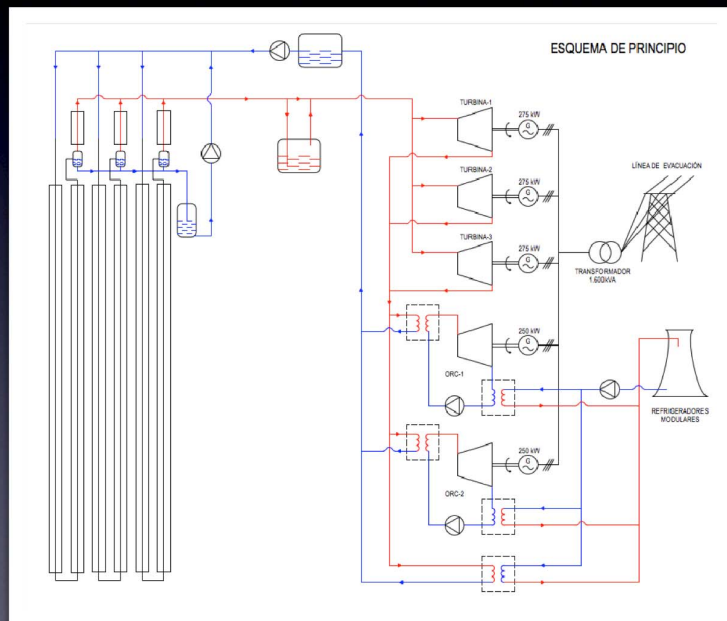 ESQUEMA DE PRINCIPIO
TURBINA-1
275 kW
G
TURBINA-2
275 kW
G
TURBINA-3
275 kW
G
LÍNEA DE EVACUACIÓN
TRANSFORMADOR
1.600kVA
250 kW
G
ORC-1
REFRIGERADORES
MODULARES
250 kW
G
ORC-2